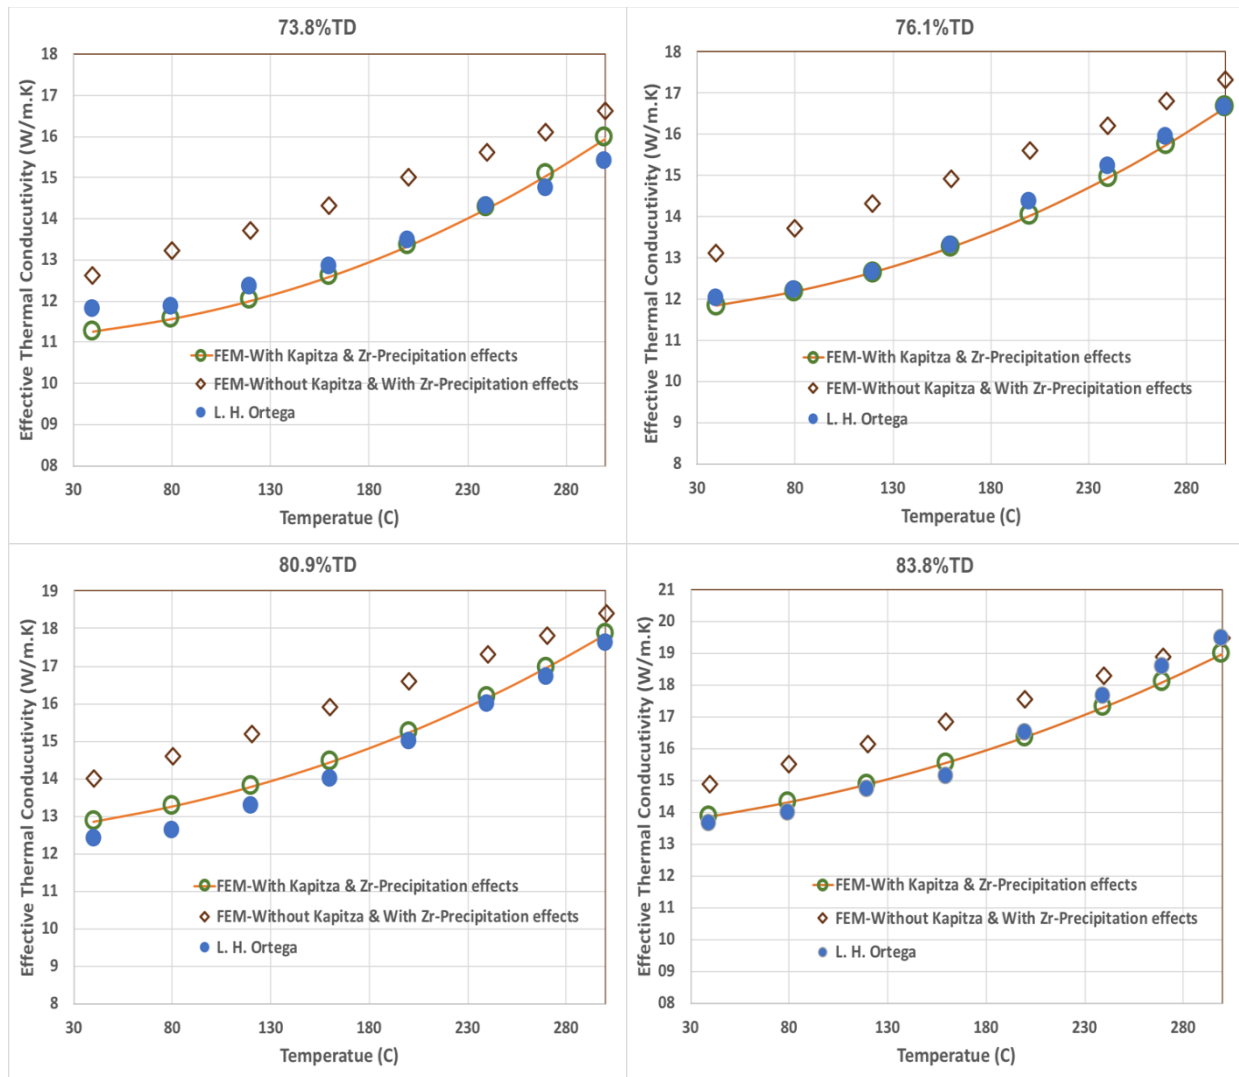 73.8%TD
Effective Thermal Conducutivity (W/m.K)
18
17
16
15
14
13
12
11
10
09
08
30 80 130 180 230 280
Temperatue (C)
FEM-With Kapitza & Zr-Precipitation effects
FEM-Without Kapitza & With Zr-Precipitation effects
L. H. Ortega
76.1%TD
Effective Thermal Conducutivity (W/m.K)
18
17
16
15
14
13
12
11
10
9
8
30 80 130 180 230 280
Temperatue (C)
FEM-With Kapitza & Zr-Precipitation effects
FEM-Without Kapitza & With Zr-Precipitation effects
L. H. Ortega
80.9%TD
Effective Thermal Conducutivity (W/m.K)
19
18
17
16
15
14
13
12
11
10
9
8
30 80 130 180 230 280
Temperatue (C)
FEM-With Kapitza & Zr-Precipitation effects
FEM-Without Kapitza & With Zr-Precipitation effects
L. H. Ortega
83.8%TD
Effective Thermal Conducutivity (W/m.K)
21
20
19
18
17
16
15
14
13
12
11
10
09
08
30 80 130 180 230 280
Temperatue (C)
FEM-With Kapitza & Zr-Precipitation effects
FEM-Without Kapitza & With Zr-Precipitation effects
L. H. Ortega